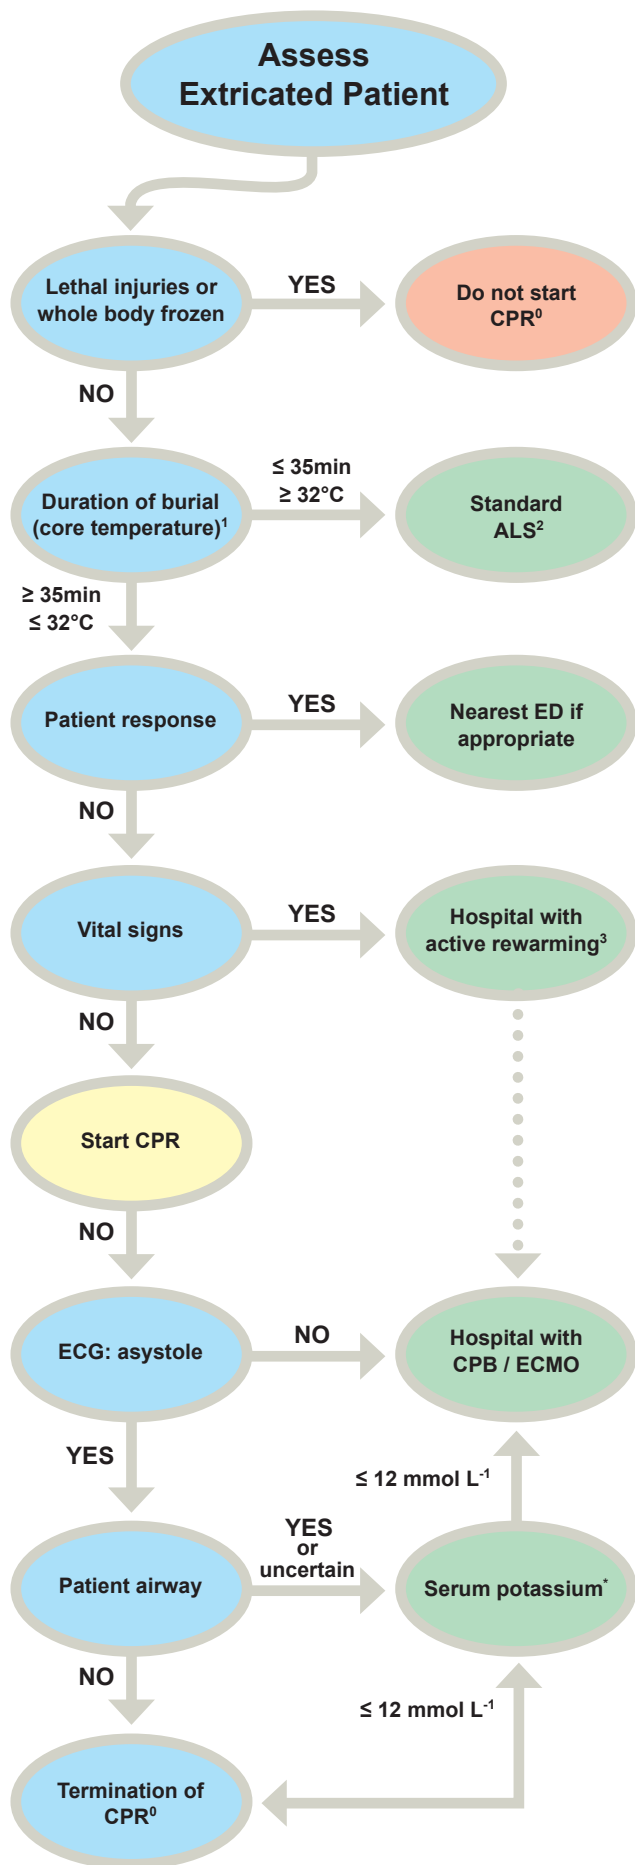 Assess
Extricated Patient
Lethal injuries or
whole body frozen
YES
Do not start
CPR⁰
NO
Duration of burial
(core temperature)¹
≤ 35min
≥ 32°C
Standard
ALS²
≥ 35min
≤ 32°C
Patient response
YES
Nearest ED if
appropriate
NO
Vital signs
YES
Hospital with
active rewarming³
NO
Start CPR
NO
ECG: asystole
NO
Hospital with
CPB / ECMO
YES
≤ 12 mmol L⁻¹
Patient airway
YES
or
uncertain
Serum potassium*
NO
≤ 12 mmol L⁻¹
Termination of
CPR⁰